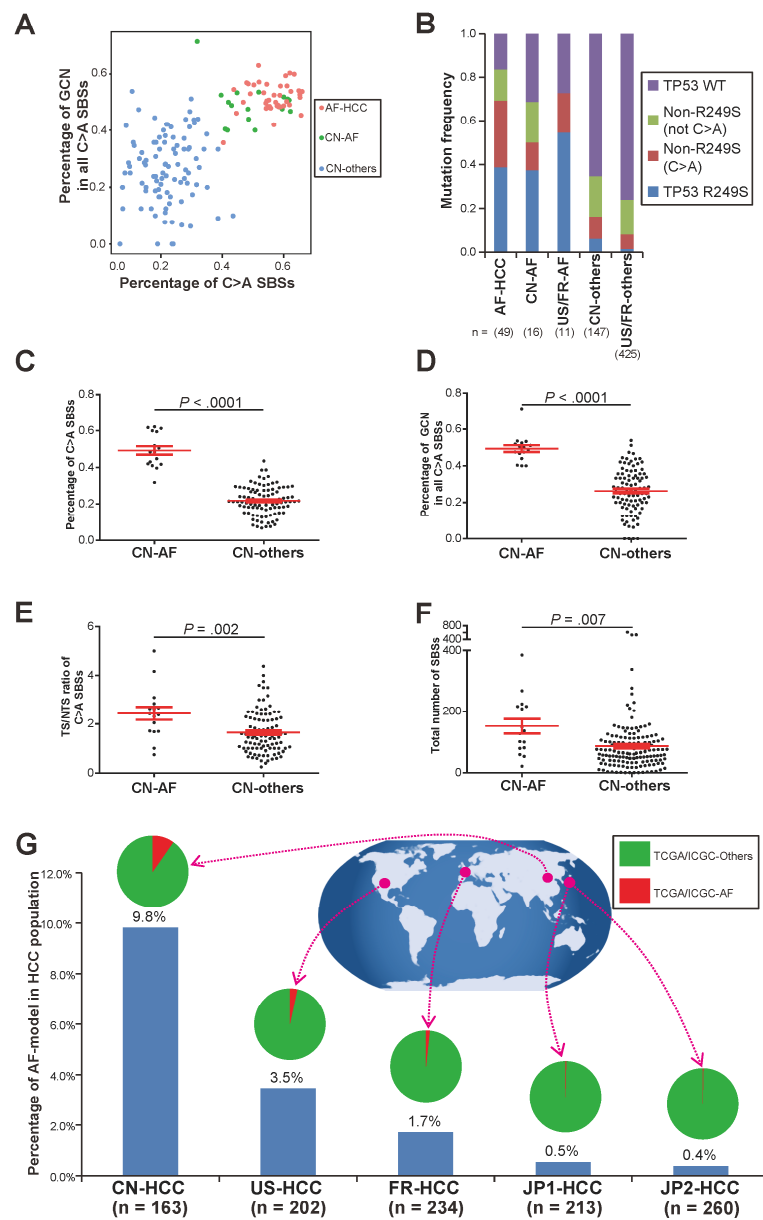 A
Percentage of GCN
in all C>A SBSs
0.6
0.4
0.2
0.0
0.0
0.2
0.4
0.6
Percentage of C>A SBSs
AF-HCC
CN-AF
CN-others
B
Mutation frequency
1.0
0.8
0.6
0.4
0.2
0.0
AF-HCC
CN-AF
US/FR-AF
CN-others
US/FR-others
n = (49)
(16)
(11)
(147)
(425)
TP53 WT
Non-R249S
(not C>A)
Non-R249S
(C>A)
TP53 R249S
C
Percentage of C>A SBSs
0.8
0.6
0.4
0.2
0.0
P < .0001
CN-AF
CN-others
D
Percentage of GCN
in all C>A SBSs
0.8
0.6
0.4
0.2
0.0
P < .0001
CN-AF
CN-others
E
TS/NTS ratio of
C>A SBSs
6
4
2
0
P = .002
CN-AF
CN-others
F
Total number of SBSs
800
400
400
200
0
P = .007
CN-AF
CN-others
G
Percentage of AF-model in HCC population
12.0%
10.0%
8.0%
6.0%
4.0%
2.0%
0.0%
9.8%
3.5%
1.7%
0.5%
0.4%
TCGA/ICGC-Others
TCGA/ICGC-AF
CN-HCC
(n = 163)
US-HCC
(n = 202)
FR-HCC
(n = 234)
JP1-HCC
(n = 213)
JP2-HCC
(n = 260)